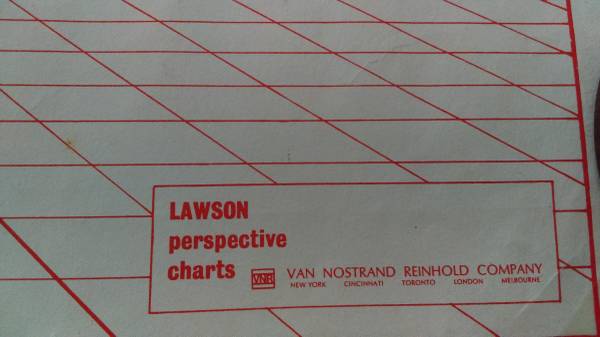 LAWSON
perspective
charts
VNR VAN NOSTRAND REINHOLD COMPANY
NEW YORK CINCINNATI TORONTO LONDON MELBOURNE